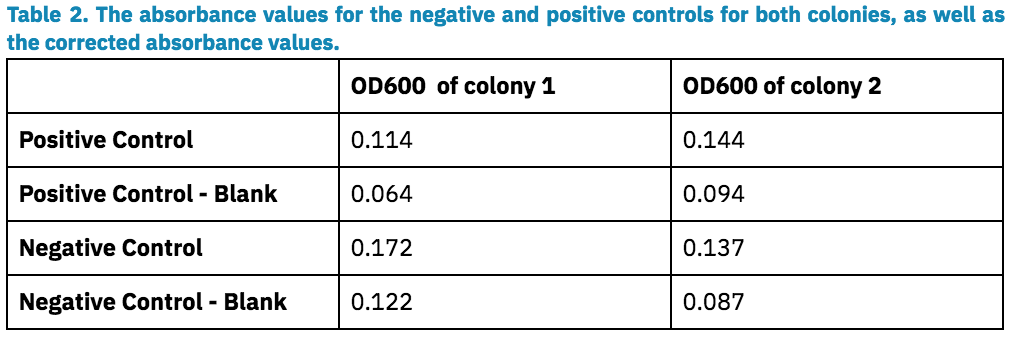 Table 2. The absorbance values for the negative and positive controls for both colonies, as well as
the corrected absorbance values.
OD600 of colony 1 OD600 of colony 2
Positive Control 0.114 0.144
Positive Control - Blank 0.064 0.094
Negative Control 0.172 0.137
Negative Control - Blank 0.122 0.087